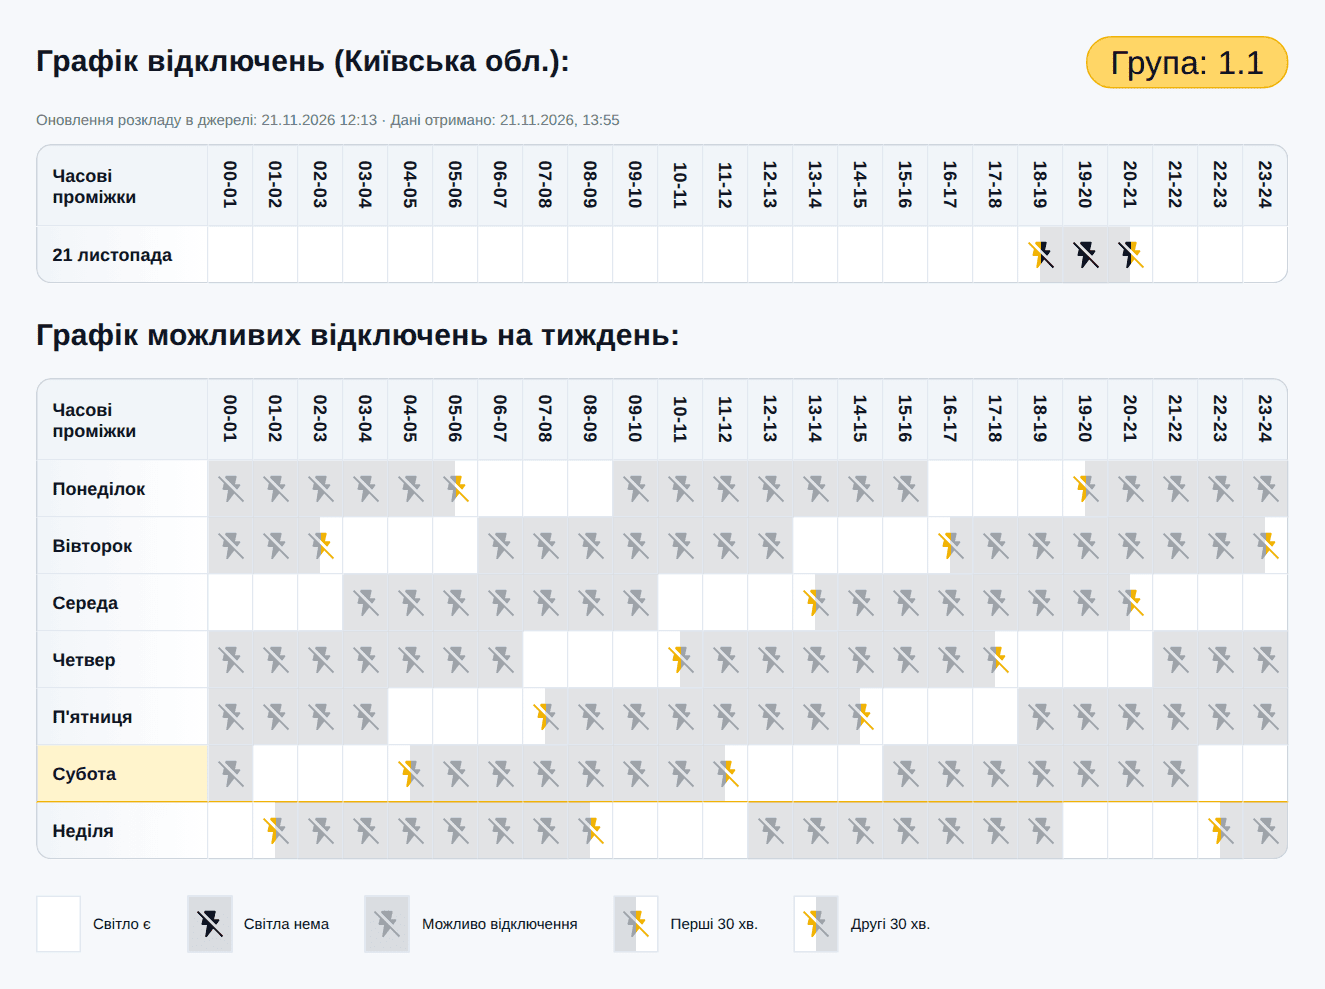 Графік відключень (Київська обл.):
Група: 1.1
Оновлення розкладу в джерелі: 21.11.2026 12:13 · Дані отримано: 21.11.2026, 13:55
Часові проміжки 00-01 01-02 02-03 03-04 04-05 05-06 06-07 07-08 08-09 09-10 10-11 11-12 12-13 13-14 14-15 15-16 16-17 17-18 18-19 19-20 20-21 21-22 22-23 23-24
21 листопада
Графік можливих відключень на тиждень:
Часові проміжки 00-01 01-02 02-03 03-04 04-05 05-06 06-07 07-08 08-09 09-10 10-11 11-12 12-13 13-14 14-15 15-16 16-17 17-18 18-19 19-20 20-21 21-22 22-23 23-24
Понеділок
Вівторок
Середа
Четвер
П'ятниця
Субота
Неділя
Світло є Світла нема Можливо відключення Перші 30 хв. Другі 30 хв.